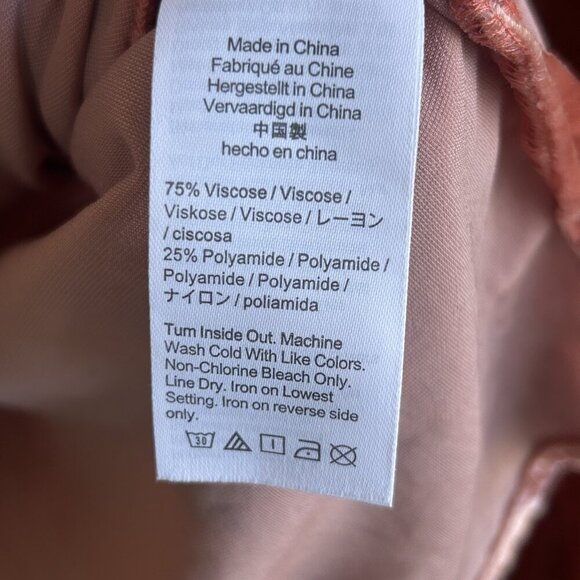 Made in China
Fabriqué au Chine
Hergestellt in China
Vervaardigd in China
中国製
hecho en china
75% Viscose / Viscose /
Viskose / Viscose / レーヨン
/ ciscosa
25% Polyamide / Polyamide /
Polyamide / Polyamide /
ナイロン / poliamida
Turn Inside Out. Machine
Wash Cold With Like Colors.
Non-Chlorine Bleach Only.
Line Dry. Iron on Lowest
Setting. Iron on reverse side
only.
30